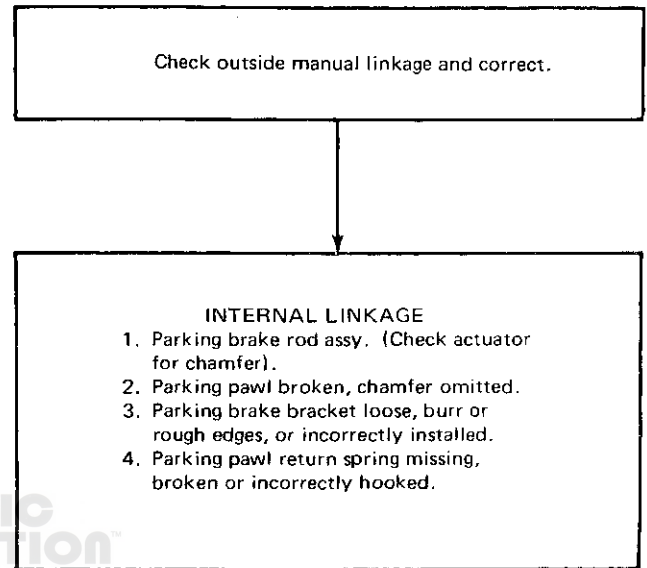 Check outside manual linkage and correct.
INTERNAL LINKAGE
1. Parking brake rod assy. (Check actuator
for chamfer).
2. Parking pawl broken, chamfer omitted.
3. Parking brake bracket loose, burr or
rough edges, or incorrectly installed.
4. Parking pawl return spring missing,
broken or incorrectly hooked.